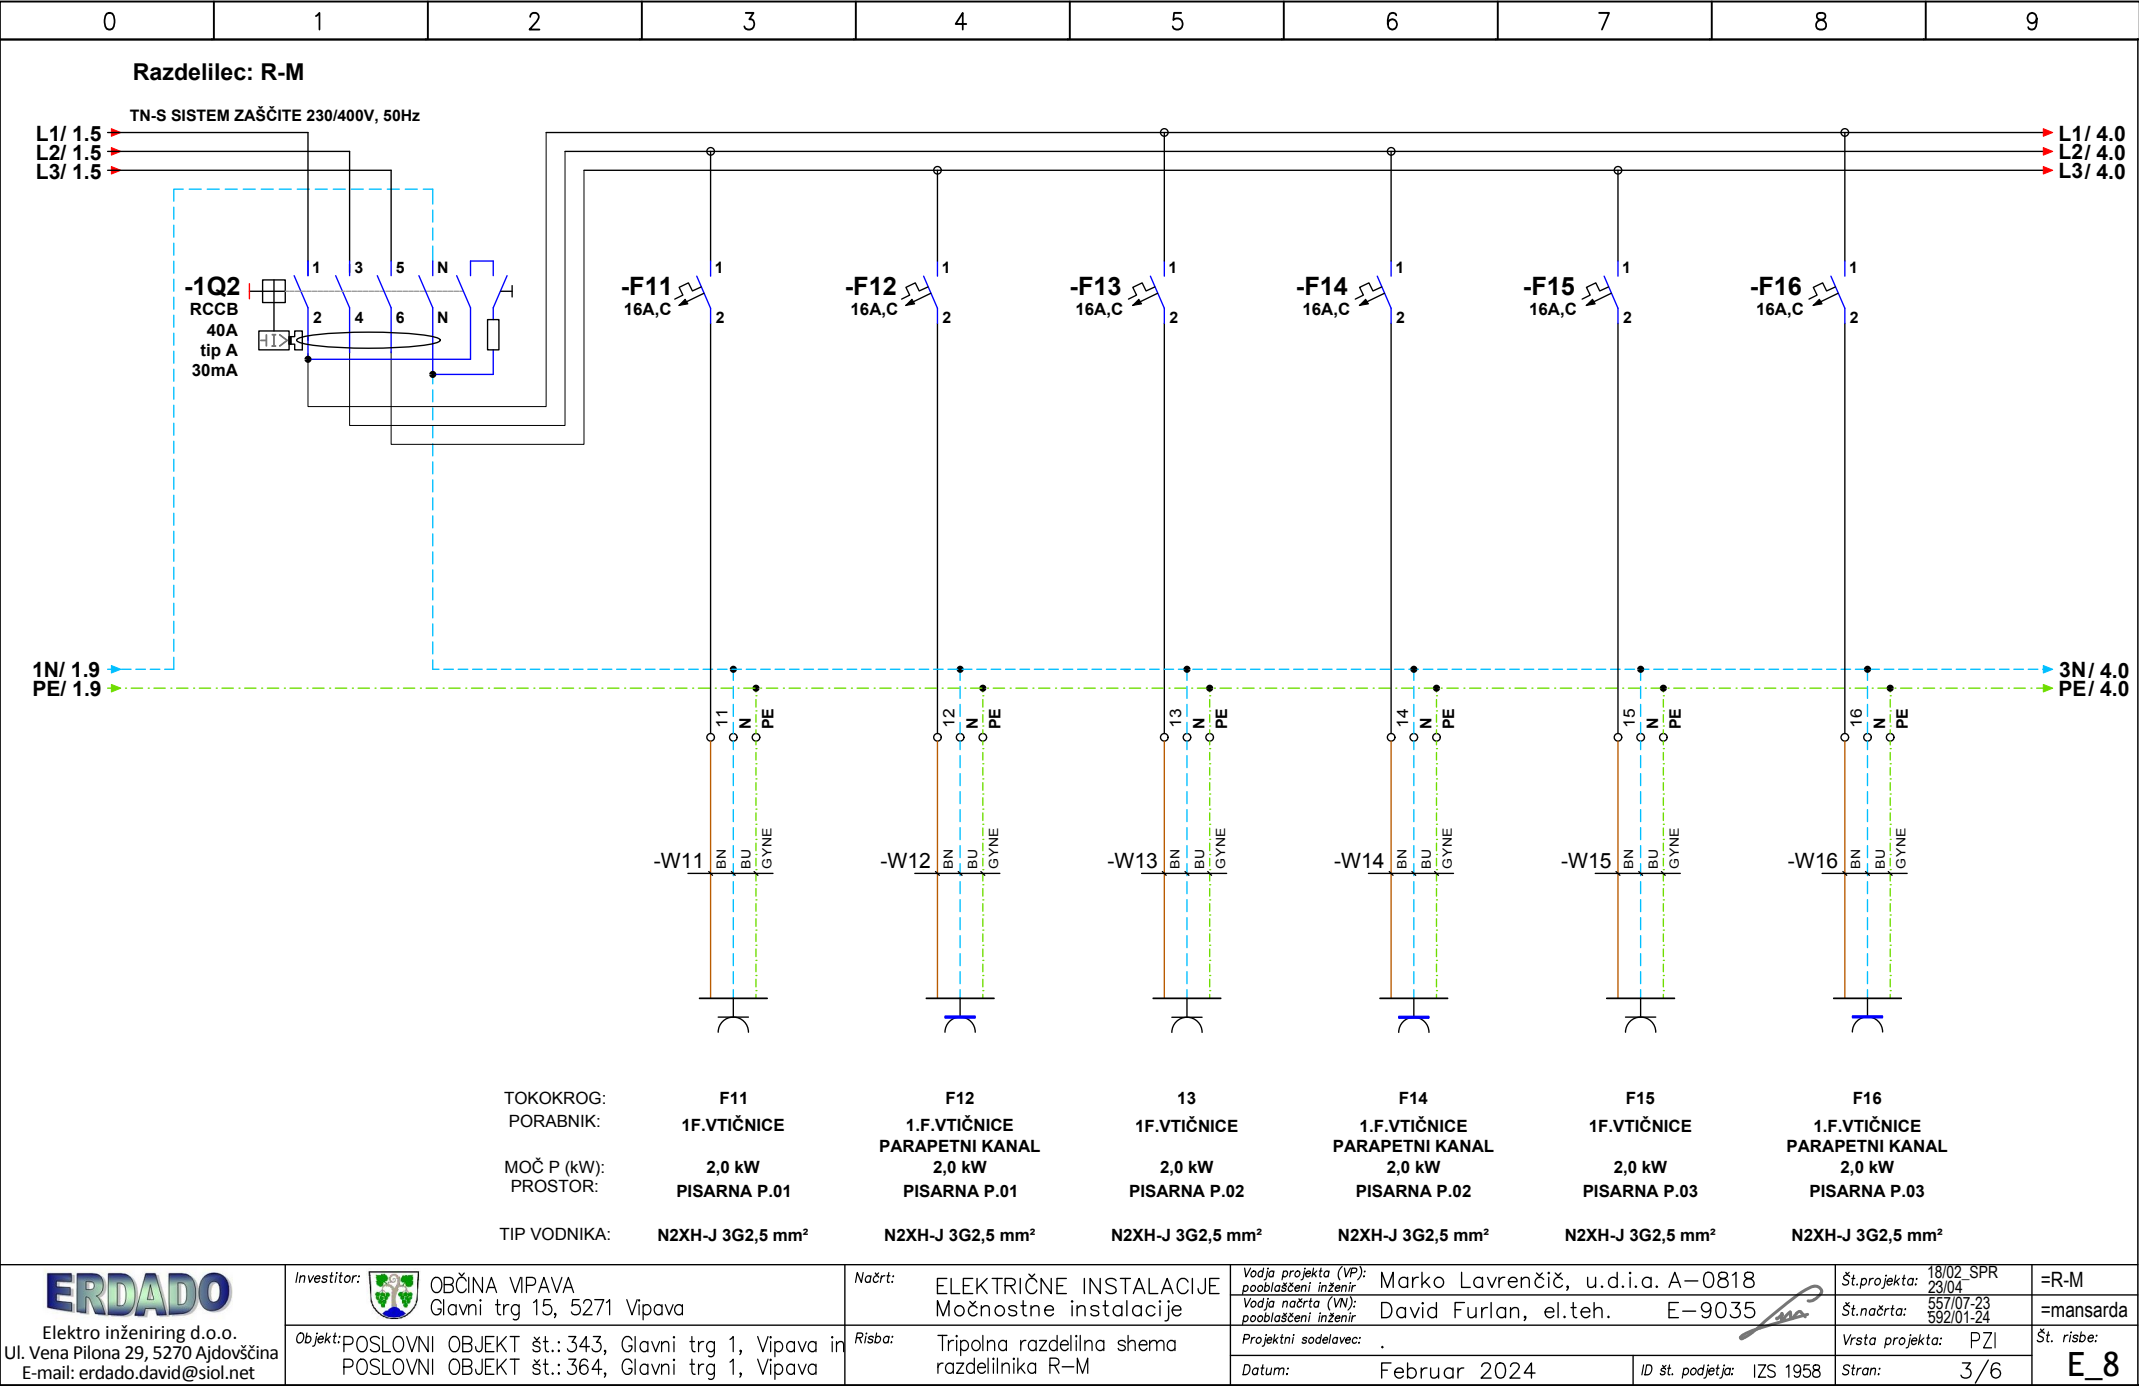 0 1 2 3 4 5 6 7 8 9
Razdelilec: R-M
TN-S SISTEM ZAŠČITE 230/400V, 50Hz
L1/ 1.5
L2/ 1.5
L3/ 1.5
L1/ 4.0
L2/ 4.0
L3/ 4.0
-1Q2
RCCB
40A
tip A
30mA
1 3 5 N
2 4 6 N
-F11
16A,C
1
2
-F12
16A,C
1
2
-F13
16A,C
1
2
-F14
16A,C
1
2
-F15
16A,C
1
2
-F16
16A,C
1
2
1N/ 1.9
PE/ 1.9
3N/ 4.0
PE/ 4.0
11 N PE
12 N PE
13 N PE
14 N PE
15 N PE
16 N PE
-W11 BN BU GYNE
-W12 BN BU GYNE
-W13 BN BU GYNE
-W14 BN BU GYNE
-W15 BN BU GYNE
-W16 BN BU GYNE
TOKOKROG: F11 F12 13 F14 F15 F16
PORABNIK: 1F.VTIČNICE 1.F.VTIČNICE 1F.VTIČNICE 1.F.VTIČNICE 1F.VTIČNICE 1.F.VTIČNICE
PARAPETNI KANAL PARAPETNI KANAL PARAPETNI KANAL
MOČ P (kW): 2,0 kW 2,0 kW 2,0 kW 2,0 kW 2,0 kW 2,0 kW
PROSTOR: PISARNA P.01 PISARNA P.01 PISARNA P.02 PISARNA P.02 PISARNA P.03 PISARNA P.03
TIP VODNIKA: N2XH-J 3G2,5 mm² N2XH-J 3G2,5 mm² N2XH-J 3G2,5 mm² N2XH-J 3G2,5 mm² N2XH-J 3G2,5 mm² N2XH-J 3G2,5 mm²
ERDADO
Elektro inženiring d.o.o.
Ul. Vena Pilona 29, 5270 Ajdovščina
E-mail: erdado.david@siol.net
Investitor: OBČINA VIPAVA
Glavni trg 15, 5271 Vipava
Objekt: POSLOVNI OBJEKT št.: 343, Glavni trg 1, Vipava in
POSLOVNI OBJEKT št.: 364, Glavni trg 1, Vipava
Načrt: ELEKTRIČNE INSTALACIJE
Močnostne instalacije
Risba: Tripolna razdelilna shema
razdelilnika R-M
Vodja projekta (VP):
pooblaščeni inženir
Marko Lavrenčič, u.d.i.a. A-0818
Vodja načrta (VN):
pooblaščeni inženir
David Furlan, el.teh. E-9035
Projektni sodelavec: .
Datum: Februar 2024
ID št. podjetja: IZS 1958
Št.projekta: 18/02_SPR
23/04
Št.načrta: 557/07-23
592/01-24
Vrsta projekta: PZI
Stran: 3/6
=R-M
=mansarda
Št. risbe:
E_8